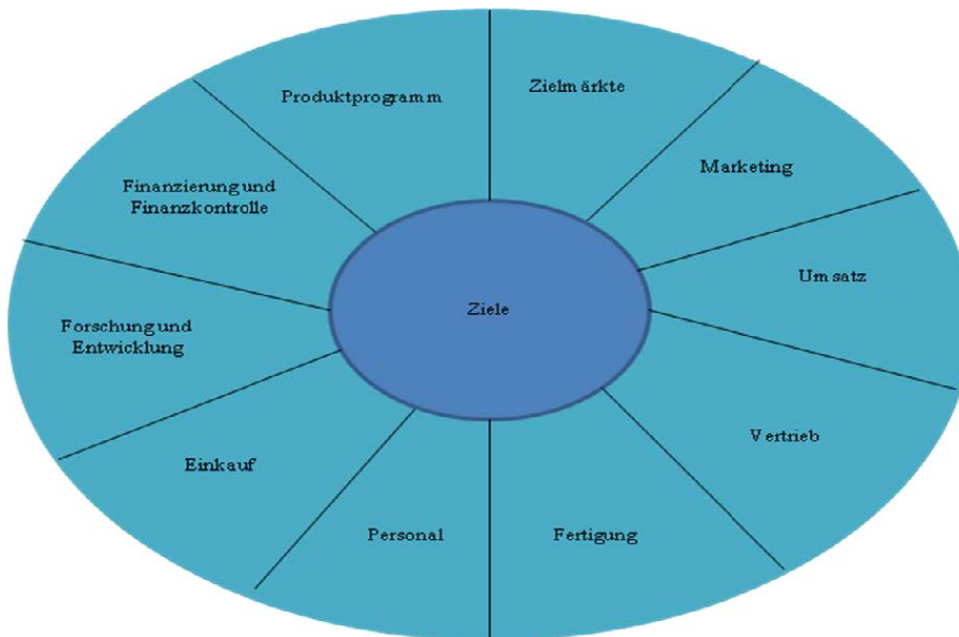 Produktprogramm
Zielmärkte
Marketing
Finanzierung und
Finanzkontrolle
Umsatz
Ziele
Forschung und
Entwicklung
Vertrieb
Einkauf
Personal
Fertigung